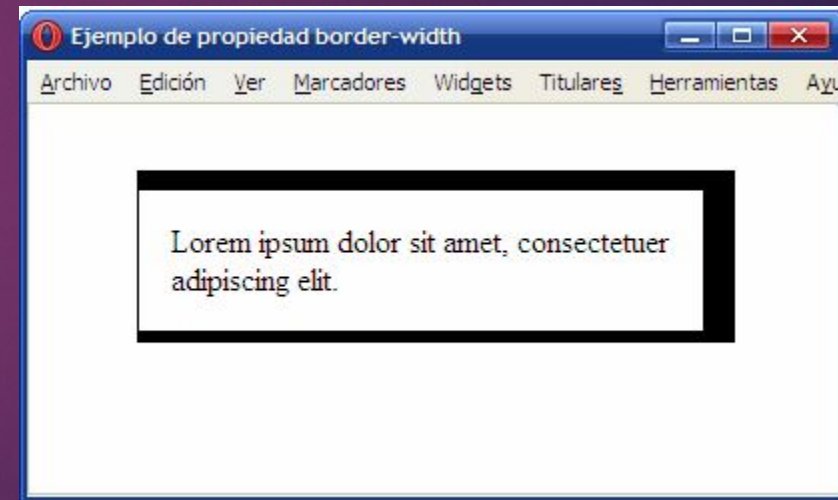 Ejemplo de propiedad border-width
Archivo Edición Ver Marcadores Widgets Titulares Herramientas
Lorem ipsum dolor sit amet, consectetuer
adipiscing elit.